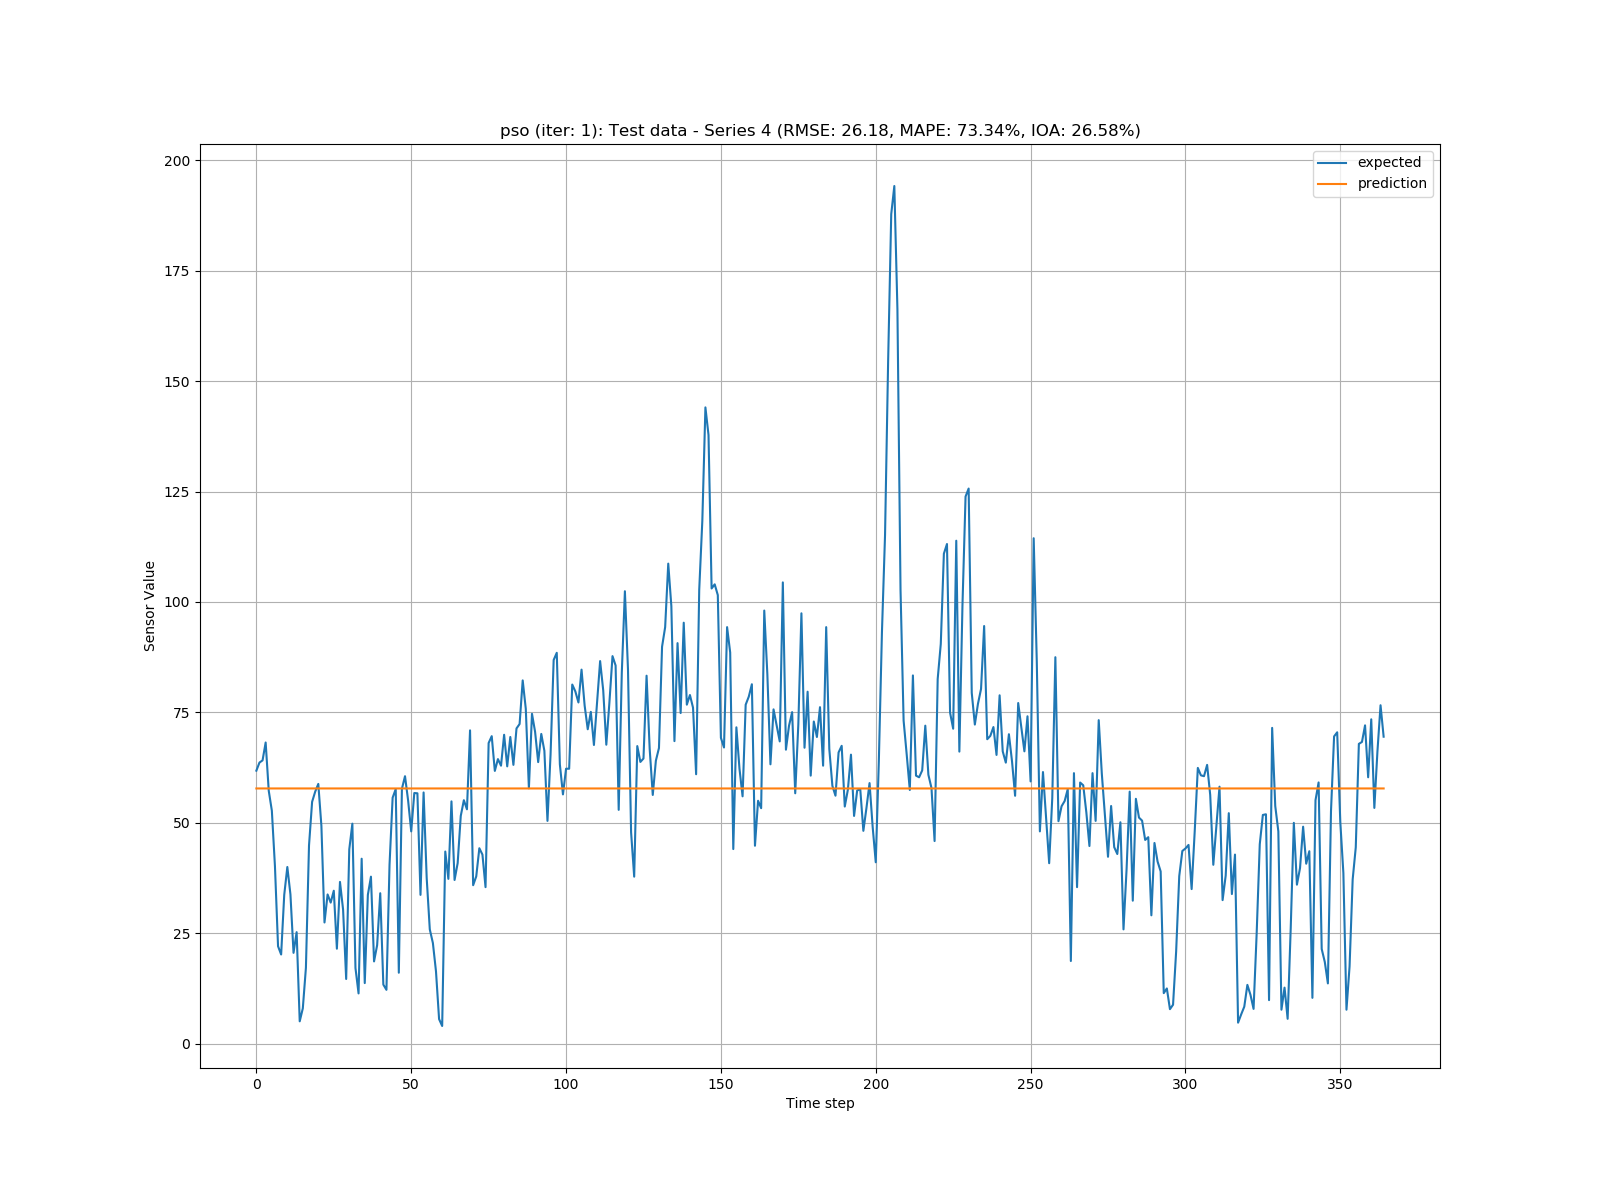 pso (iter: 1): Test data - Series 4 (RMSE: 26.18, MAPE: 73.34%, IOA: 26.58%)
expected
prediction
200
175
150
125
100
75
50
25
0
Sensor Value
0 50 100 150 200 250 300 350
Time step